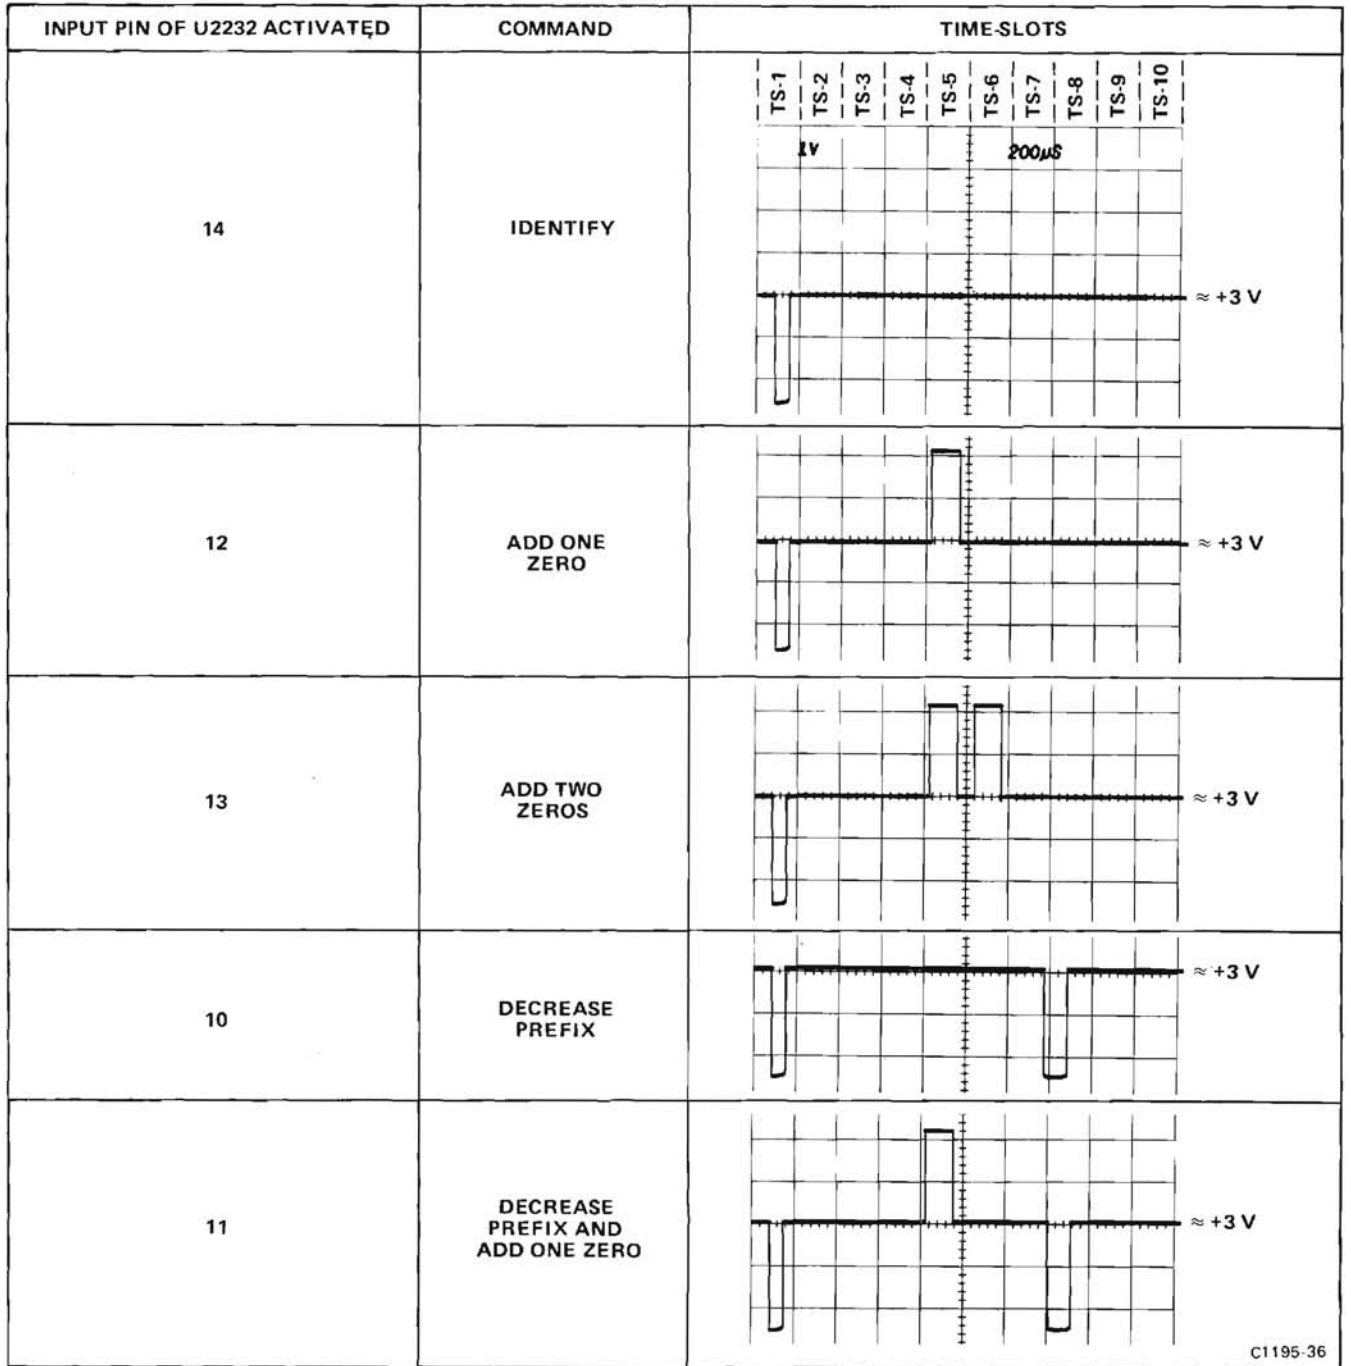 INPUT PIN OF U2232 ACTIVATED
COMMAND
TIME-SLOTS
TS-1
TS-2
TS-3
TS-4
TS-5
TS-6
TS-7
TS-8
TS-9
TS-10
1V
200µS
14
IDENTIFY
≈ +3 V
12
ADD ONE
ZERO
≈ +3 V
13
ADD TWO
ZEROS
≈ +3 V
10
DECREASE
PREFIX
≈ +3 V
11
DECREASE
PREFIX AND
ADD ONE ZERO
≈ +3 V
C1195-36